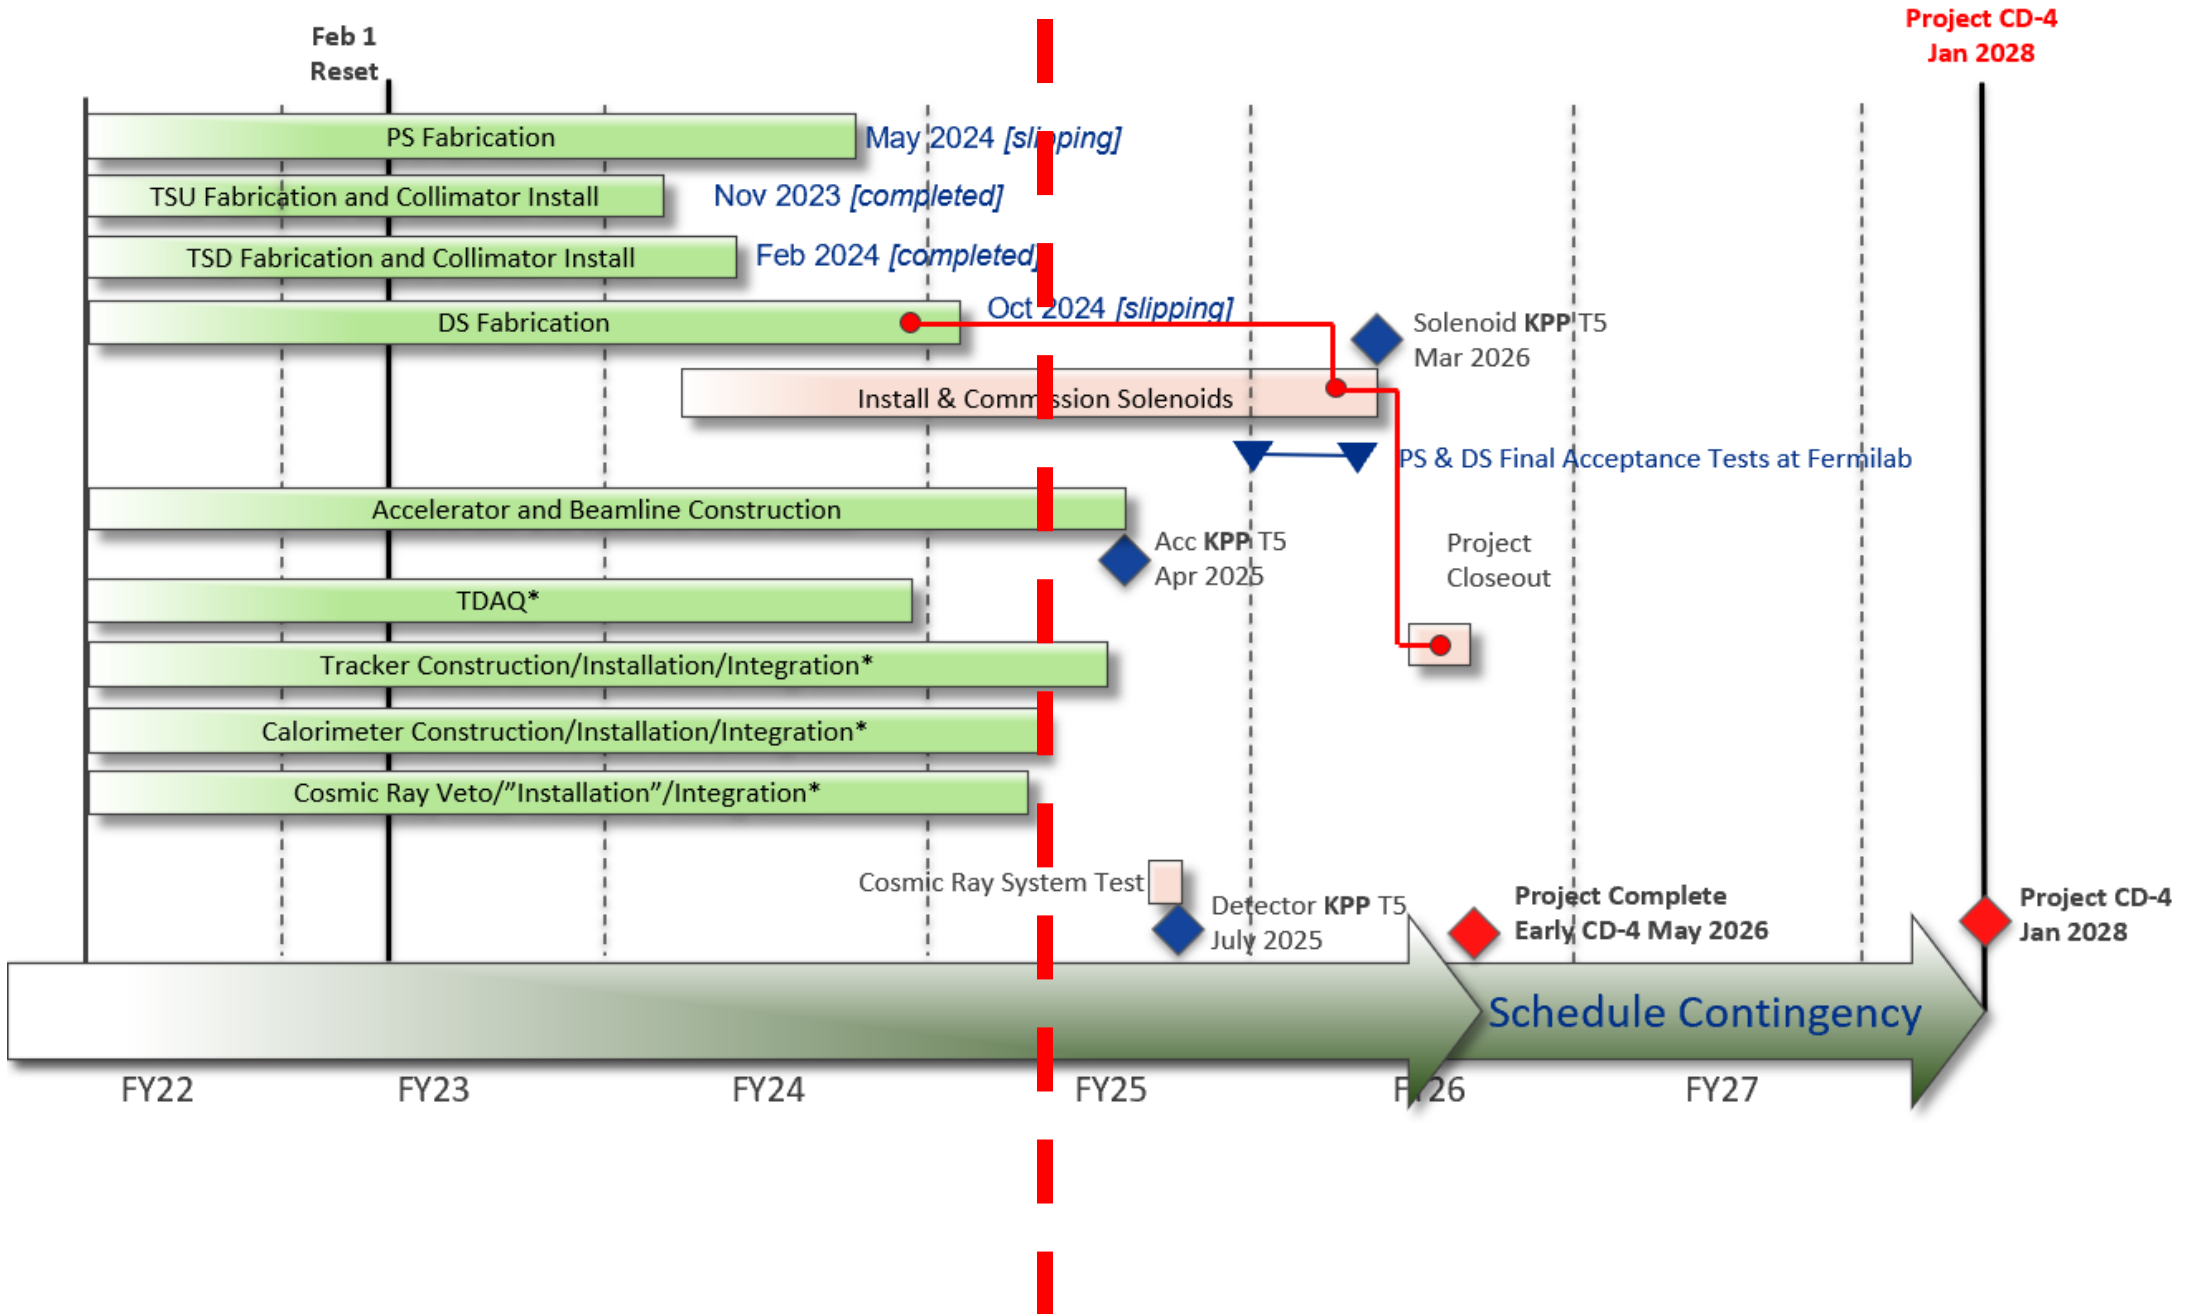 Project CD-4
Jan 2028
Feb 1
Reset
PS Fabrication
May 2024 [slipping]
TSU Fabrication and Collimator Install
Nov 2023 [completed]
TSD Fabrication and Collimator Install
Feb 2024 [completed]
DS Fabrication
Oct 2024 [slipping]
Solenoid KPP T5
Mar 2026
Install & Commission Solenoids
PS & DS Final Acceptance Tests at Fermilab
Accelerator and Beamline Construction
Acc KPP T5
Apr 2025
Project
Closeout
TDAQ*
Tracker Construction/Installation/Integration*
Calorimeter Construction/Installation/Integration*
Cosmic Ray Veto/”Installation”/Integration*
Cosmic Ray System Test
Detector KPP T5
July 2025
Project Complete
Early CD-4 May 2026
Project CD-4
Jan 2028
Schedule Contingency
FY22 FY23 FY24 FY25 FY26 FY27